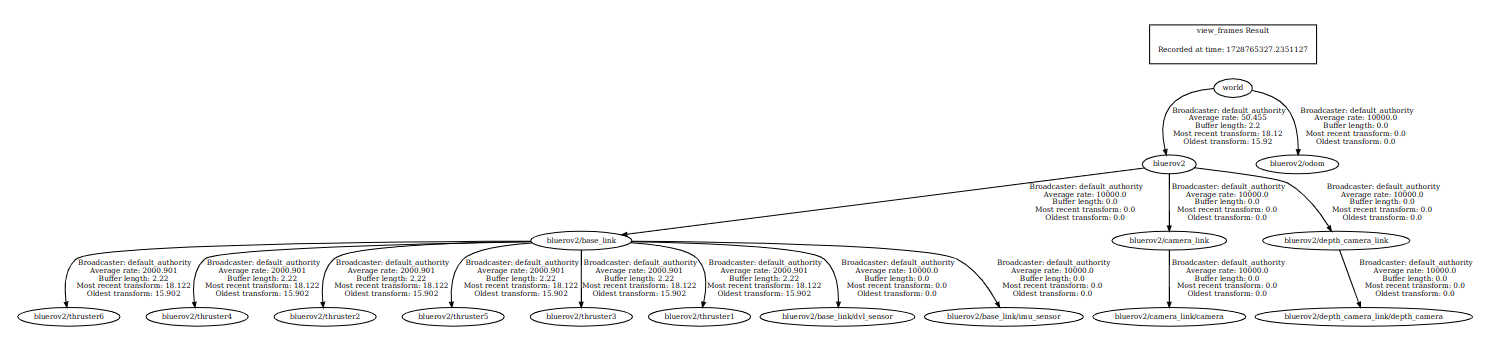 view_frames Result
Recorded at time: 1728765327.2351127
world
Broadcaster: default_authority
Average rate: 50.455
Buffer length: 2.2
Most recent transform: 18.12
Oldest transform: 15.92
Broadcaster: default_authority
Average rate: 10000.0
Buffer length: 0.0
Most recent transform: 0.0
Oldest transform: 0.0
bluerov2
bluerov2/odom
Broadcaster: default_authority
Average rate: 10000.0
Buffer length: 0.0
Most recent transform: 0.0
Oldest transform: 0.0
Broadcaster: default_authority
Average rate: 10000.0
Buffer length: 0.0
Most recent transform: 0.0
Oldest transform: 0.0
Broadcaster: default_authority
Average rate: 10000.0
Buffer length: 0.0
Most recent transform: 0.0
Oldest transform: 0.0
bluerov2/base_link
bluerov2/camera_link
bluerov2/depth_camera_link
Broadcaster: default_authority
Average rate: 2000.901
Buffer length: 2.22
Most recent transform: 18.122
Oldest transform: 15.902
Broadcaster: default_authority
Average rate: 2000.901
Buffer length: 2.22
Most recent transform: 18.122
Oldest transform: 15.902
Broadcaster: default_authority
Average rate: 2000.901
Buffer length: 2.22
Most recent transform: 18.122
Oldest transform: 15.902
Broadcaster: default_authority
Average rate: 2000.901
Buffer length: 2.22
Most recent transform: 18.122
Oldest transform: 15.902
Broadcaster: default_authority
Average rate: 2000.901
Buffer length: 2.22
Most recent transform: 18.122
Oldest transform: 15.902
Broadcaster: default_authority
Average rate: 2000.901
Buffer length: 2.22
Most recent transform: 18.122
Oldest transform: 15.902
Broadcaster: default_authority
Average rate: 10000.0
Buffer length: 0.0
Most recent transform: 0.0
Oldest transform: 0.0
Broadcaster: default_authority
Average rate: 10000.0
Buffer length: 0.0
Most recent transform: 0.0
Oldest transform: 0.0
Broadcaster: default_authority
Average rate: 10000.0
Buffer length: 0.0
Most recent transform: 0.0
Oldest transform: 0.0
Broadcaster: default_authority
Average rate: 10000.0
Buffer length: 0.0
Most recent transform: 0.0
Oldest transform: 0.0
bluerov2/thruster6
bluerov2/thruster4
bluerov2/thruster2
bluerov2/thruster5
bluerov2/thruster3
bluerov2/thruster1
bluerov2/base_link/dvl_sensor
bluerov2/base_link/imu_sensor
bluerov2/camera_link/camera
bluerov2/depth_camera_link/depth_camera